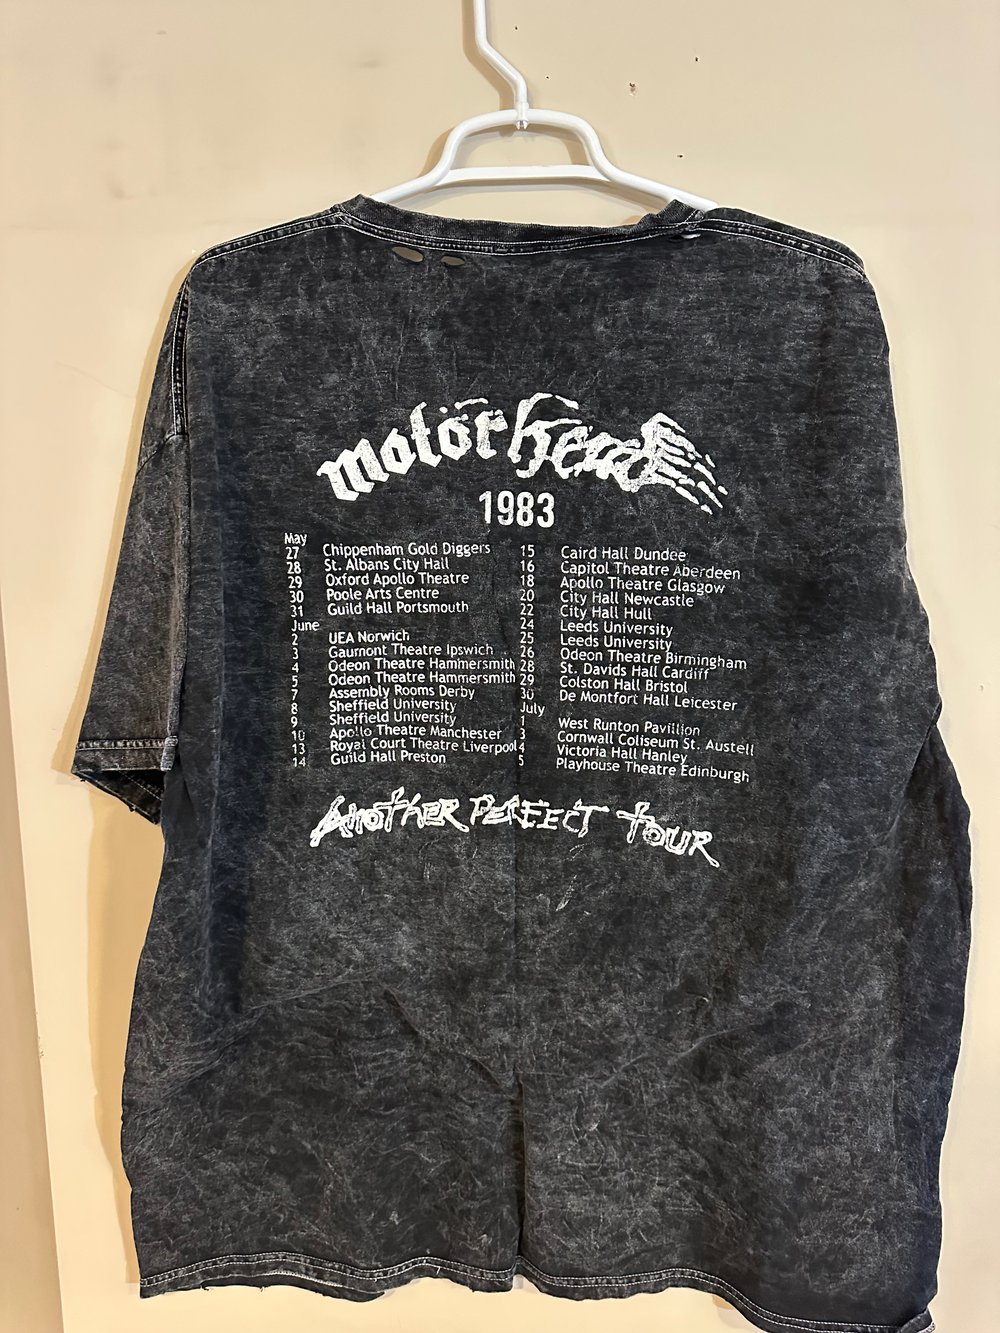 motörhead
1983
May
27 Chippenham Gold Diggers
28 St. Albans City Hall
29 Oxford Apollo Theatre
30 Poole Arts Centre
31 Guild Hall Portsmouth
June
2 UEA Norwich
3 Gaumont Theatre Ipswich
4 Odeon Theatre Hammersmith
5 Odeon Theatre Hammersmith
7 Assembly Rooms Derby
8 Sheffield University
9 Sheffield University
10 Apollo Theatre Manchester
13 Royal Court Theatre Liverpool
14 Guild Hall Preston
15 Caird Hall Dundee
16 Capitol Theatre Aberdeen
18 Apollo Theatre Glasgow
20 City Hall Newcastle
22 City Hall Hull
24 Leeds University
25 Leeds University
26 Odeon Theatre Birmingham
28 St. Davids Hall Cardiff
29 Colston Hall Bristol
30 De Montfort Hall Leicester
July
1 West Runton Pavillion
3 Cornwall Coliseum St. Austell
4 Victoria Hall Hanley
5 Playhouse Theatre Edinburgh
ANOTHER PERFECT TOUR